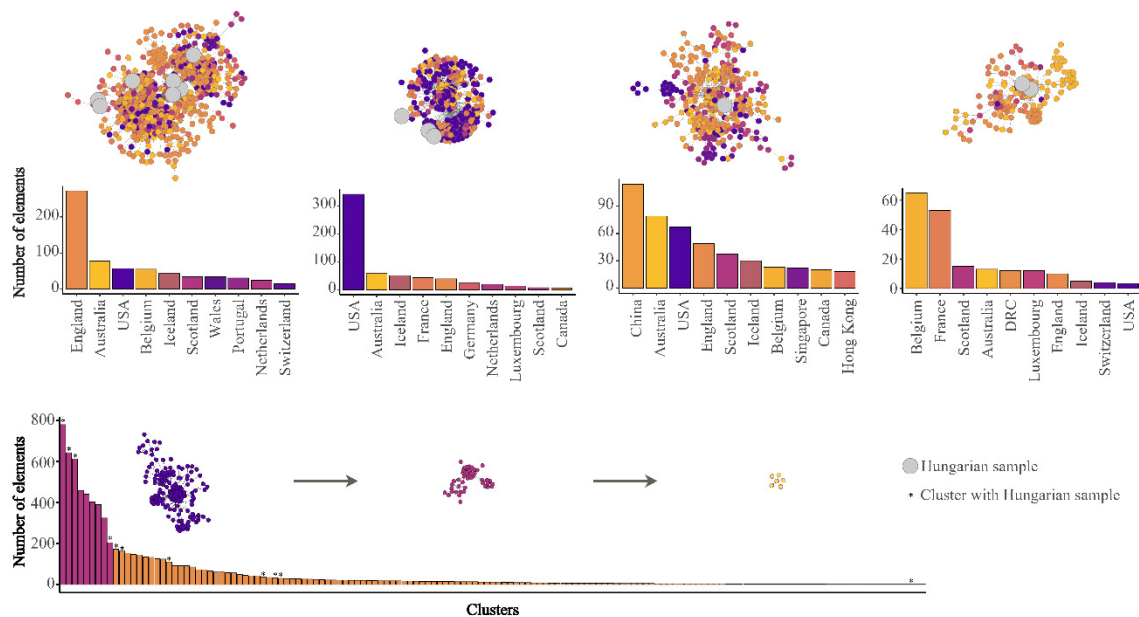 Number of elements
200
100
0
England
Australia
USA
Belgium
Iceland
Scotland
Wales
Portugal
Netherlands
Switzerland
300
200
100
0
USA
Australia
Iceland
France
England
Germany
Netherlands
Luxembourg
Scotland
Canada
90
60
30
0
China
Australia
USA
England
Scotland
Iceland
Belgium
Singapore
Canada
Hong Kong
60
40
20
0
Belgium
France
Scotland
Australia
DRC
Luxembourg
England
Iceland
Switzerland
USA
Number of elements
800
600
400
200
0
Clusters
Hungarian sample
* Cluster with Hungarian sample